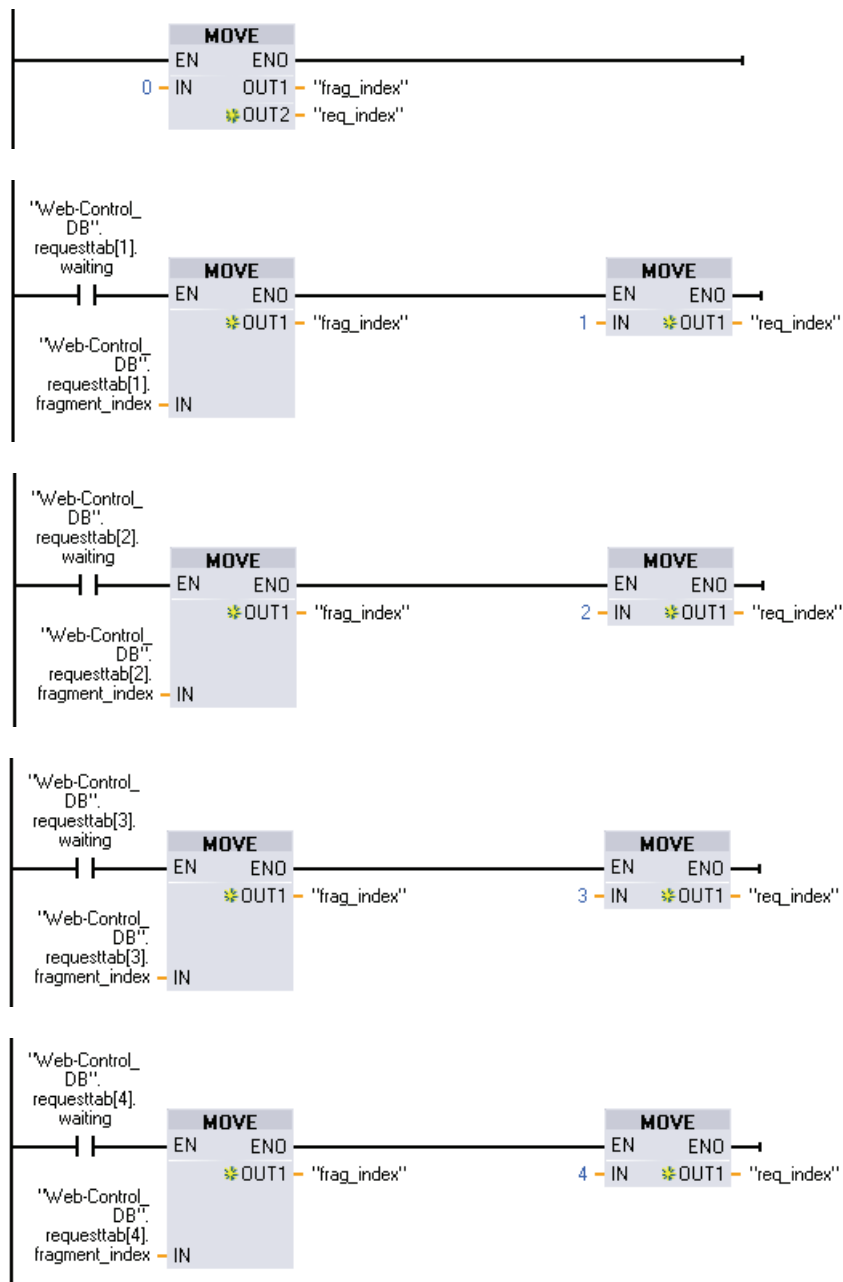 MOVE
EN ENO
0 IN OUT1 "frag_index"
OUT2 "req_index"
"Web-Control_
DB".
requesttab[1].
waiting
MOVE
EN ENO
OUT1 "frag_index"
"Web-Control_
DB".
requesttab[1].
fragment_index IN
MOVE
EN ENO
1 IN OUT1 "req_index"
"Web-Control_
DB".
requesttab[2].
waiting
MOVE
EN ENO
OUT1 "frag_index"
"Web-Control_
DB".
requesttab[2].
fragment_index IN
MOVE
EN ENO
2 IN OUT1 "req_index"
"Web-Control_
DB".
requesttab[3].
waiting
MOVE
EN ENO
OUT1 "frag_index"
"Web-Control_
DB".
requesttab[3].
fragment_index IN
MOVE
EN ENO
3 IN OUT1 "req_index"
"Web-Control_
DB".
requesttab[4].
waiting
MOVE
EN ENO
OUT1 "frag_index"
"Web-Control_
DB".
requesttab[4].
fragment_index IN
MOVE
EN ENO
4 IN OUT1 "req_index"